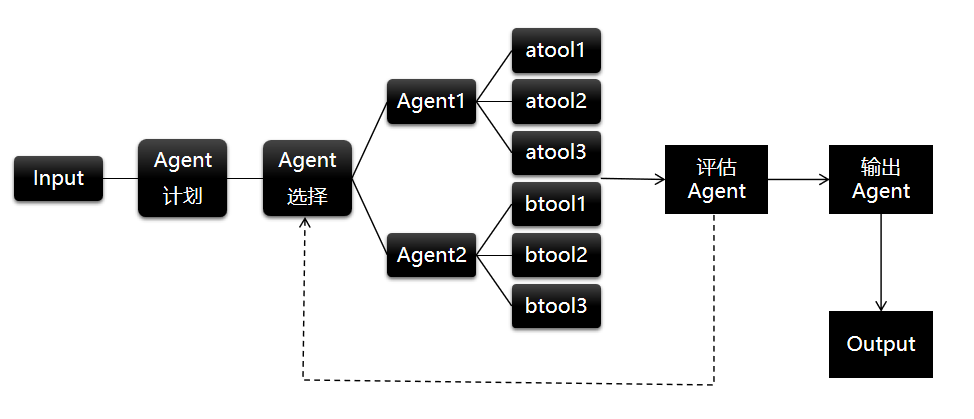 Input
Agent
计划
Agent
选择
Agent1
Agent2
atool1
atool2
atool3
btool1
btool2
btool3
评估
Agent
输出
Agent
Output